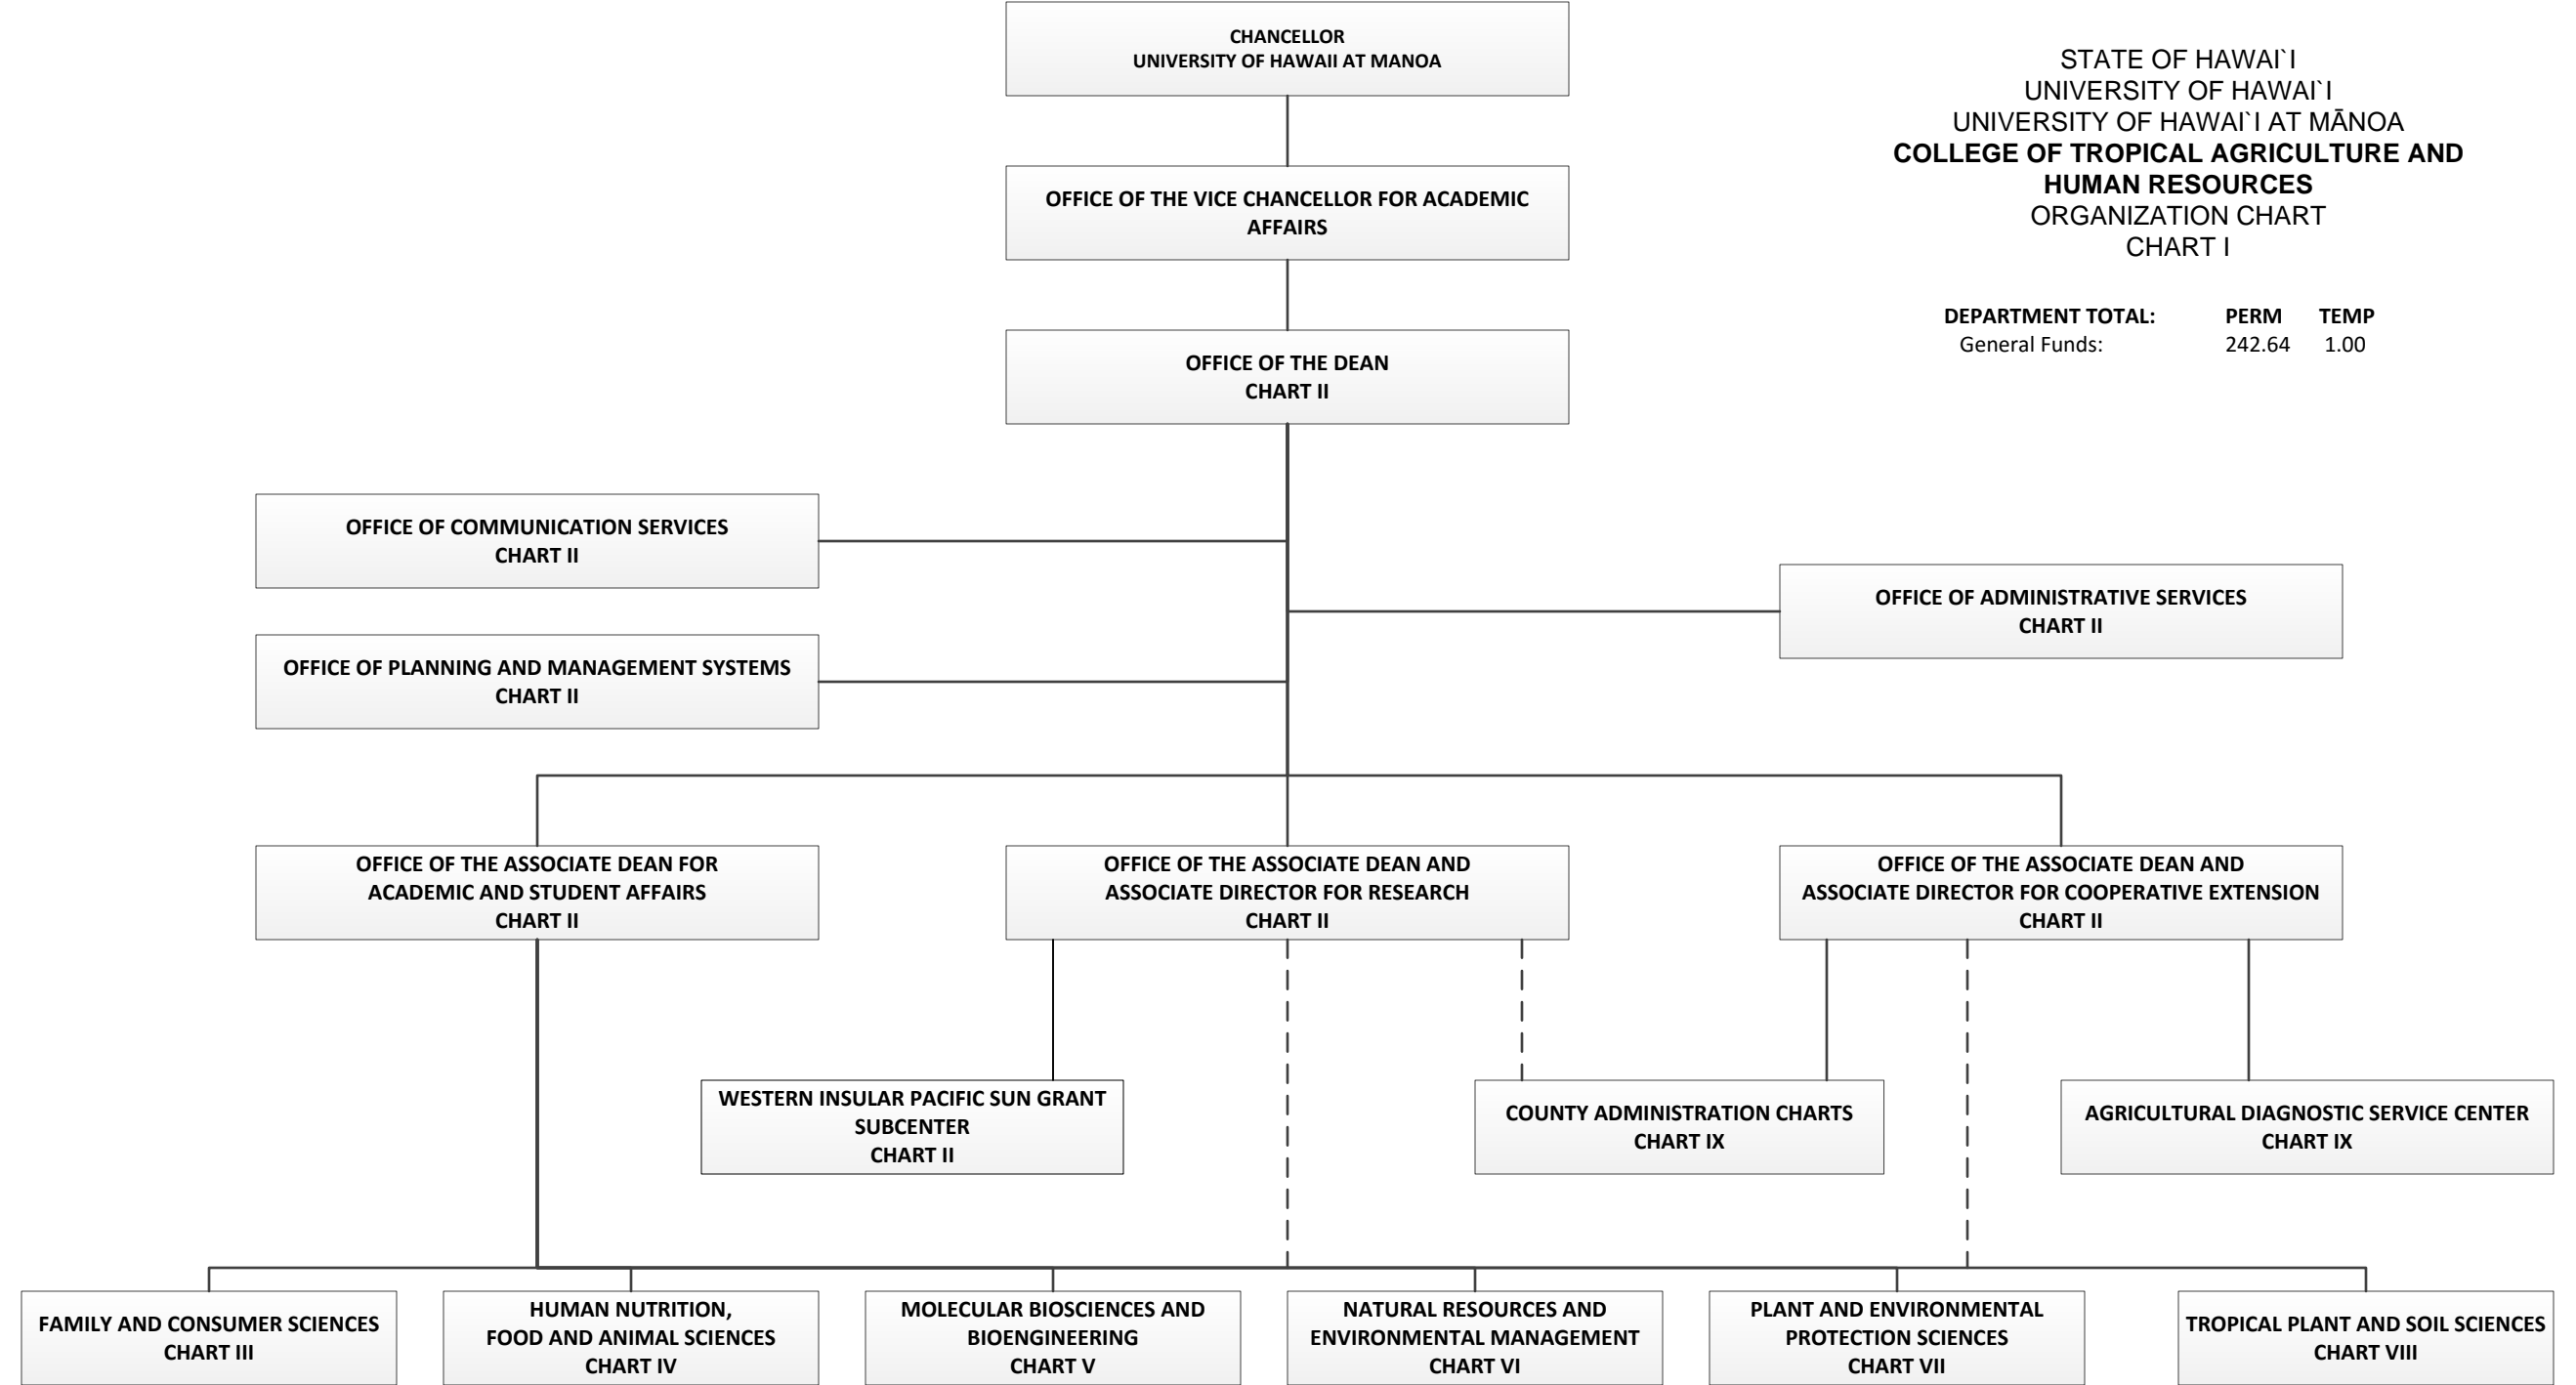 CHANCELLOR
UNIVERSITY OF HAWAII AT MANOA
STATE OF HAWAI`I
UNIVERSITY OF HAWAI`I
UNIVERSITY OF HAWAI`I AT MĀNOA
COLLEGE OF TROPICAL AGRICULTURE AND
HUMAN RESOURCES
ORGANIZATION CHART
CHART I
OFFICE OF THE VICE CHANCELLOR FOR ACADEMIC
AFFAIRS
DEPARTMENT TOTAL: PERM TEMP
General Funds: 242.64 1.00
OFFICE OF THE DEAN
CHART II
OFFICE OF COMMUNICATION SERVICES
CHART II
OFFICE OF ADMINISTRATIVE SERVICES
CHART II
OFFICE OF PLANNING AND MANAGEMENT SYSTEMS
CHART II
OFFICE OF THE ASSOCIATE DEAN FOR
ACADEMIC AND STUDENT AFFAIRS
CHART II
OFFICE OF THE ASSOCIATE DEAN AND
ASSOCIATE DIRECTOR FOR RESEARCH
CHART II
OFFICE OF THE ASSOCIATE DEAN AND
ASSOCIATE DIRECTOR FOR COOPERATIVE EXTENSION
CHART II
WESTERN INSULAR PACIFIC SUN GRANT
SUBCENTER
CHART II
COUNTY ADMINISTRATION CHARTS
CHART IX
AGRICULTURAL DIAGNOSTIC SERVICE CENTER
CHART IX
FAMILY AND CONSUMER SCIENCES
CHART III
HUMAN NUTRITION,
FOOD AND ANIMAL SCIENCES
CHART IV
MOLECULAR BIOSCIENCES AND
BIOENGINEERING
CHART V
NATURAL RESOURCES AND
ENVIRONMENTAL MANAGEMENT
CHART VI
PLANT AND ENVIRONMENTAL
PROTECTION SCIENCES
CHART VII
TROPICAL PLANT AND SOIL SCIENCES
CHART VIII